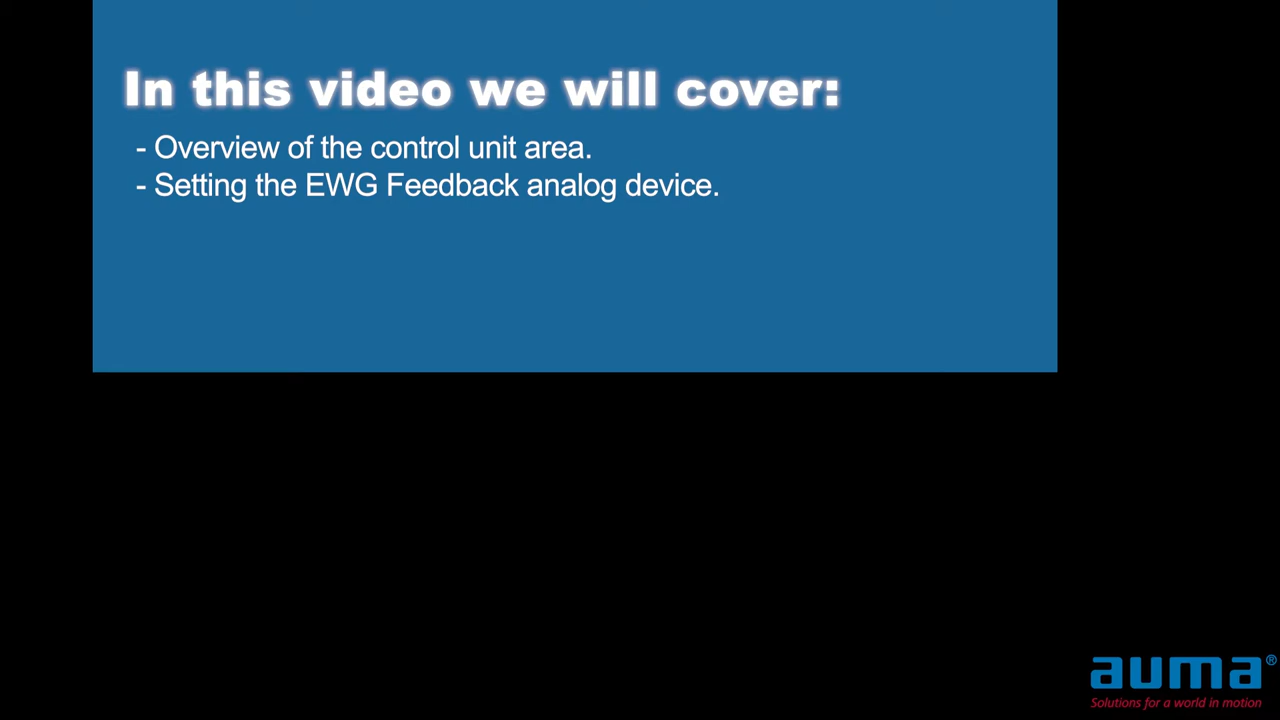 In this video we will cover:
- Overview of the control unit area.
- Setting the EWG Feedback analog device.
auma®
Solutions for a world in motion